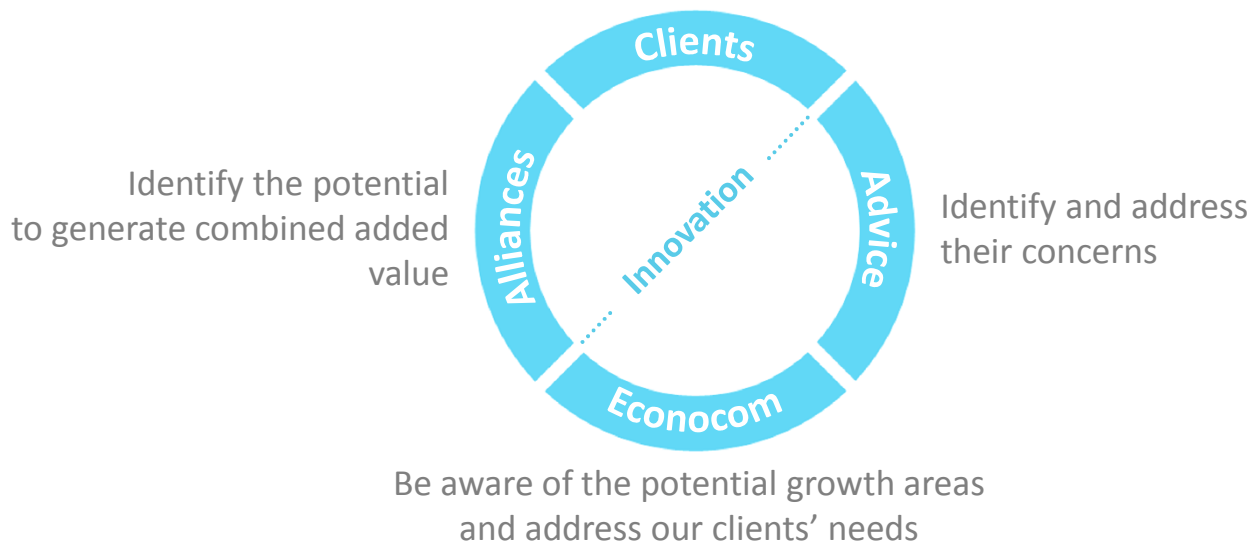 Clients
Identify the potential
to generate combined added
value
Alliances
Innovation
Advice
Identify and address
their concerns
Econocom
Be aware of the potential growth areas
and address our clients’ needs